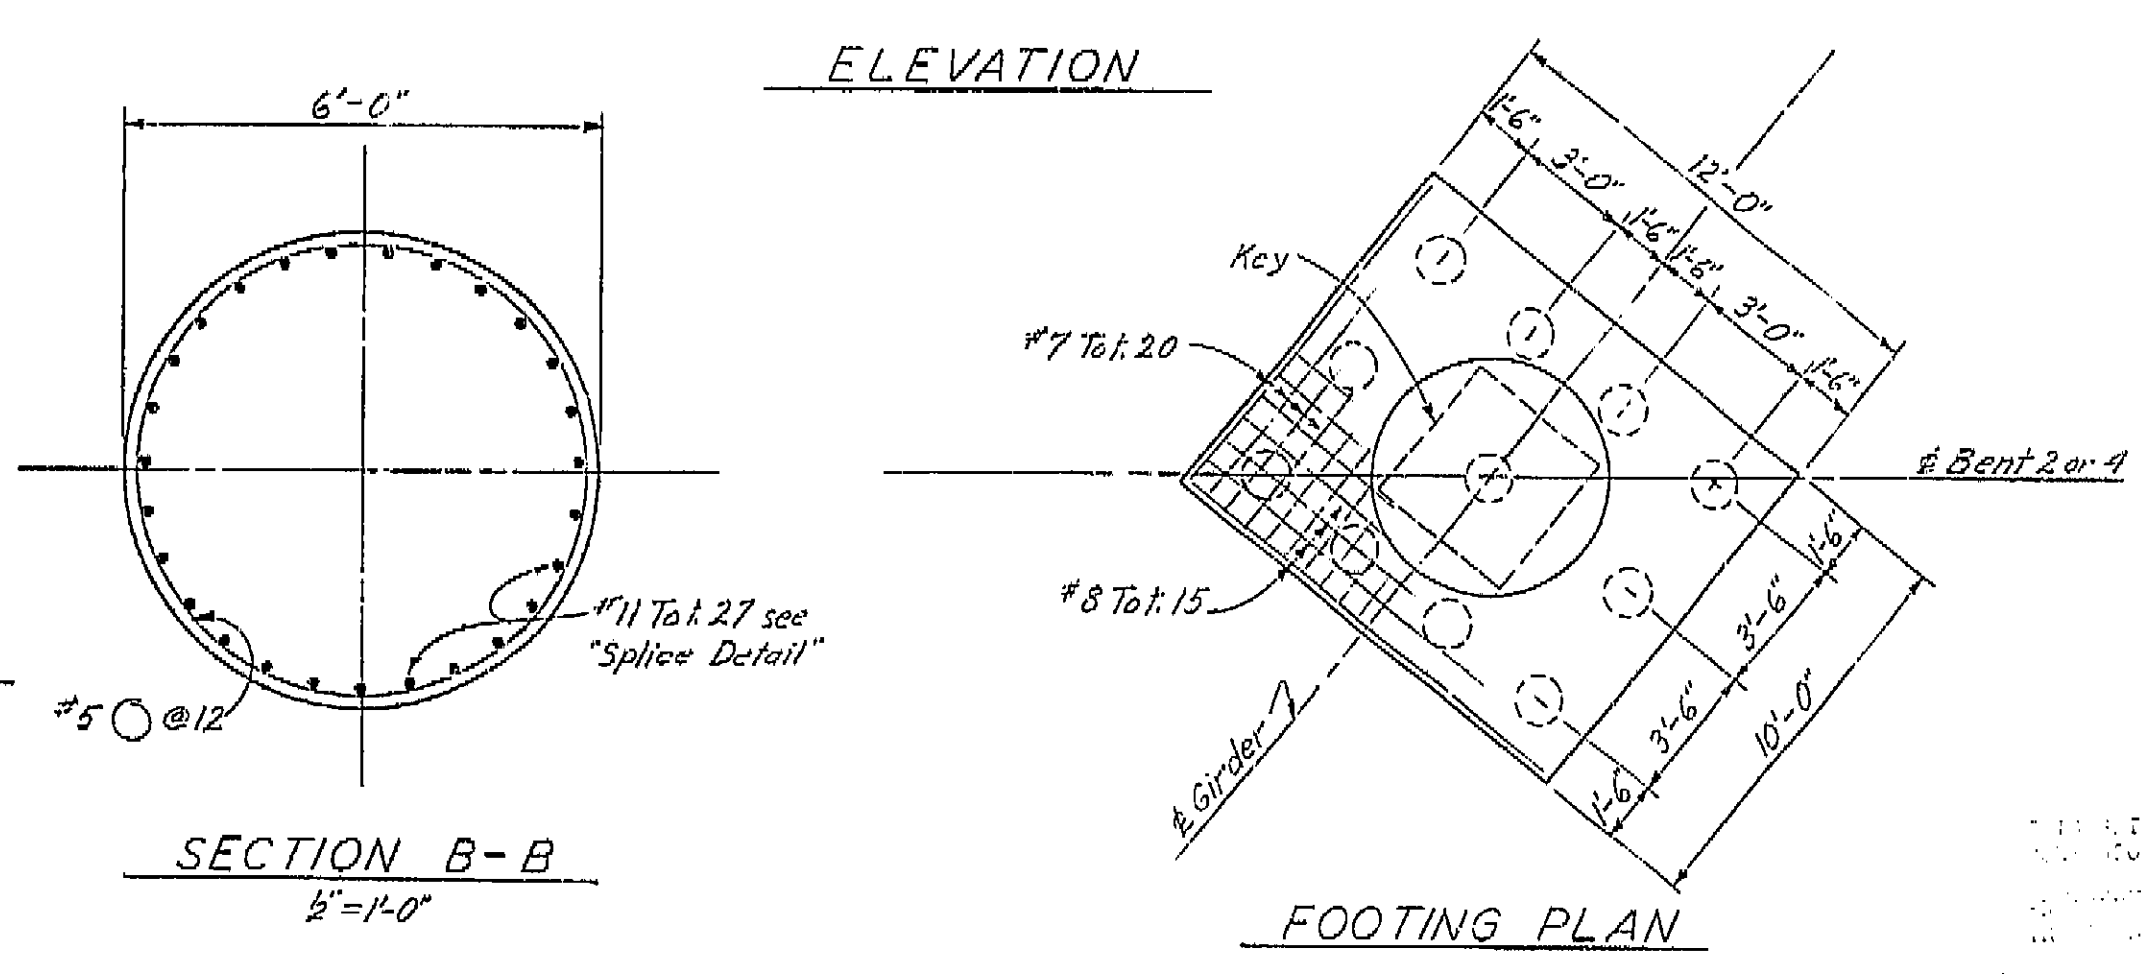 ELEVATION
6'-0"
#11 Tot. 27 see
"Splice Detail"
#5 @12
SECTION B-B
½"=1'-0"
12'-0"
1'-6"
3'-0"
1'-6"
1'-6"
3'-0"
1'-6"
Key
#7 Tot. 20
℄ Bent 2 or 4
#8 Tot. 15
1'-6"
3'-6"
3'-6"
1'-6"
10'-0"
℄ Girder
FOOTING PLAN